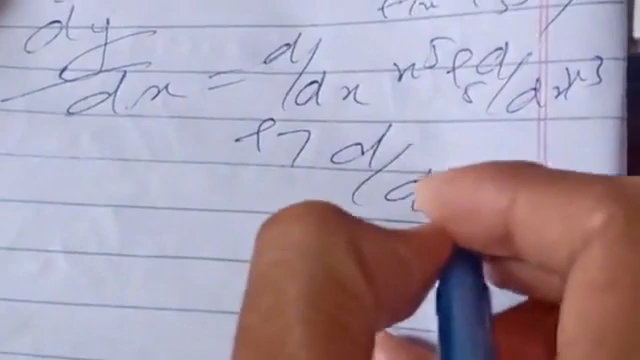 dy/dx = d/dx x⁵ + 5 d/dx x³
+ 7 d/d